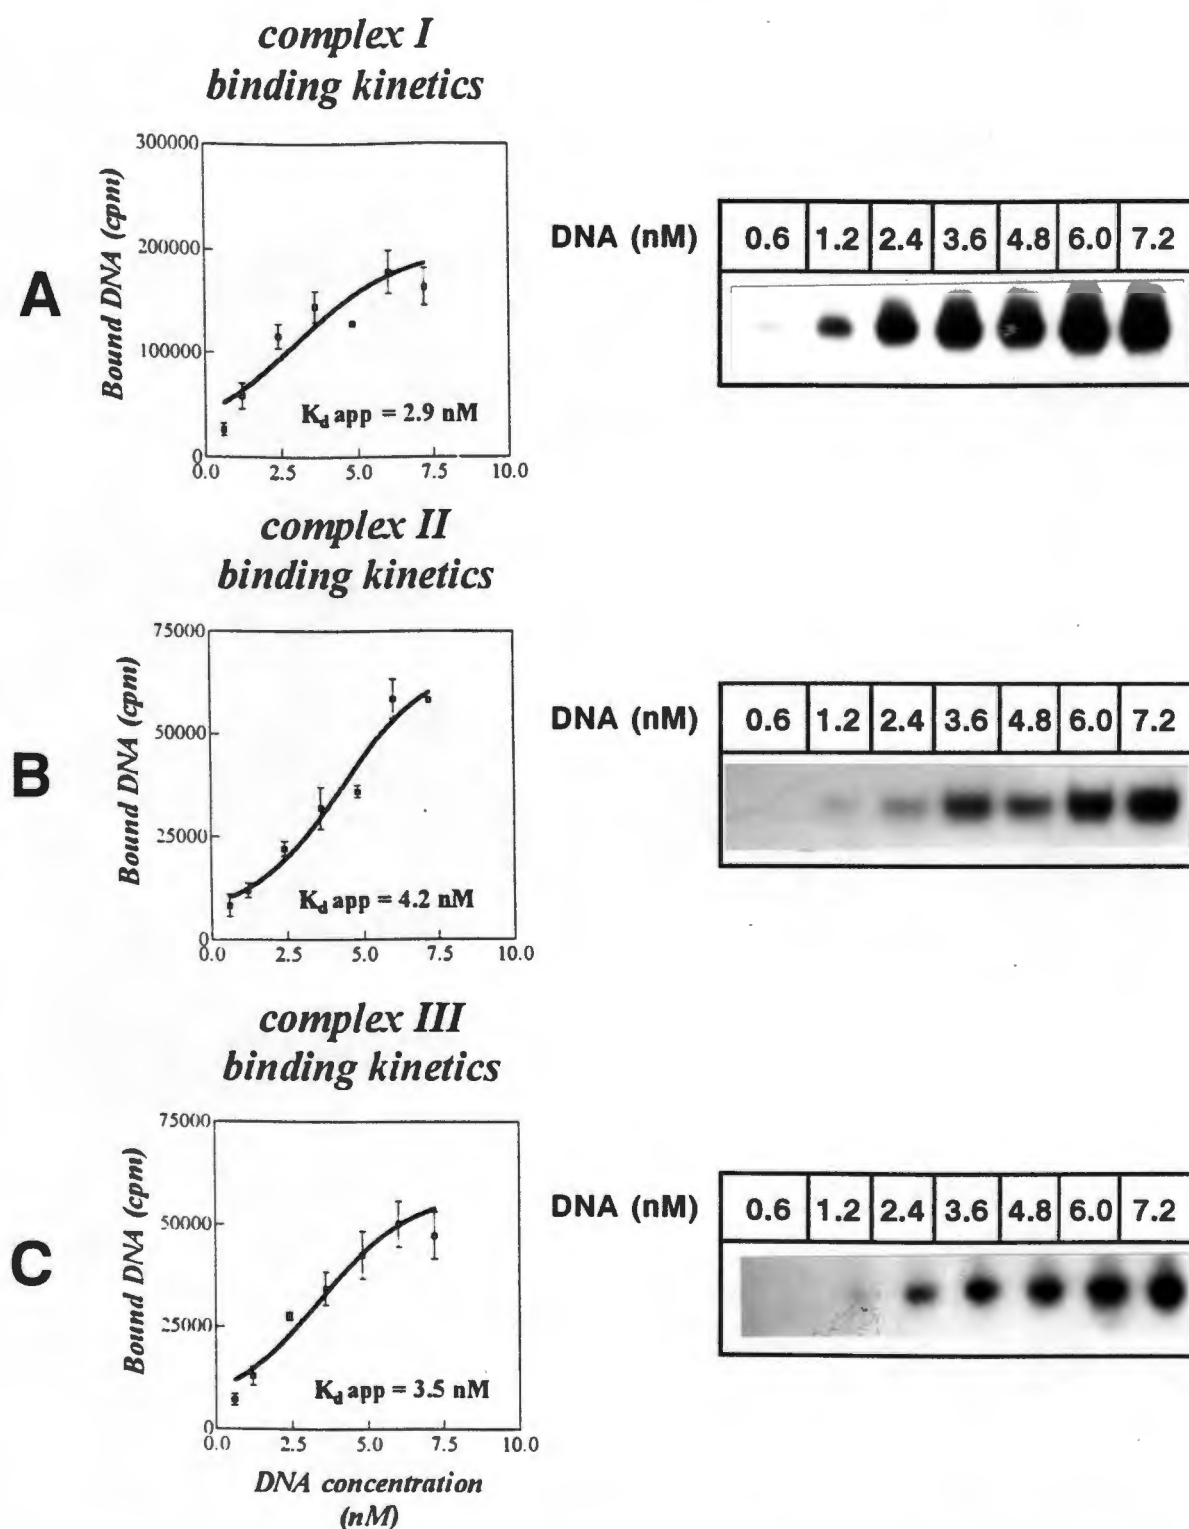 complex I
binding kinetics
A
Bound DNA (cpm)
300000
200000
100000
0
0.0 2.5 5.0 7.5 10.0
Kd app = 2.9 nM
DNA (nM) 0.6 1.2 2.4 3.6 4.8 6.0 7.2
complex II
binding kinetics
B
Bound DNA (cpm)
75000
50000
25000
0
0.0 2.5 5.0 7.5 10.0
Kd app = 4.2 nM
DNA (nM) 0.6 1.2 2.4 3.6 4.8 6.0 7.2
complex III
binding kinetics
C
Bound DNA (cpm)
75000
50000
25000
0
0.0 2.5 5.0 7.5 10.0
Kd app = 3.5 nM
DNA concentration
(nM)
DNA (nM) 0.6 1.2 2.4 3.6 4.8 6.0 7.2